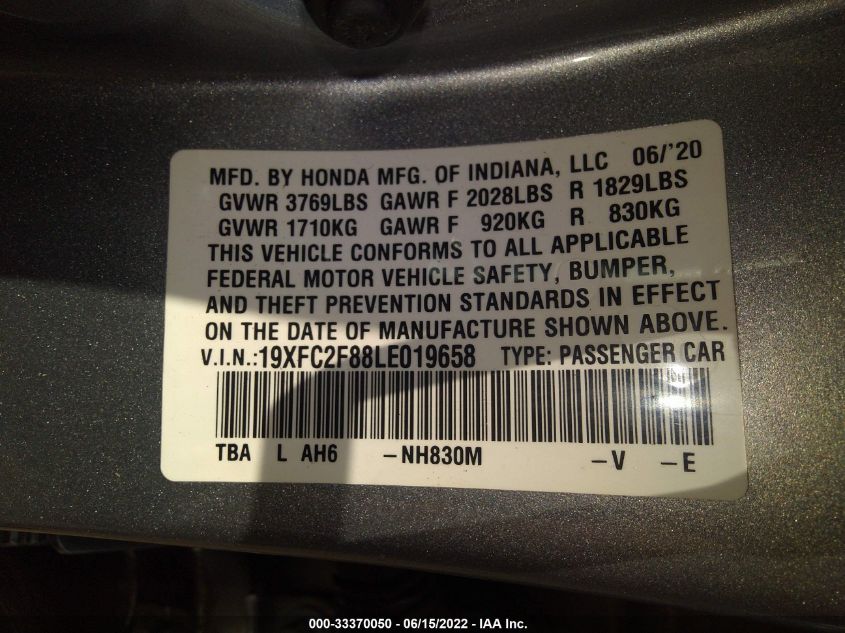 MFD. BY HONDA MFG. OF INDIANA, LLC 06/'20
GVWR 3769LBS GAWR F 2028LBS R 1829LBS
GVWR 1710KG GAWR F 920KG R 830KG
THIS VEHICLE CONFORMS TO ALL APPLICABLE
FEDERAL MOTOR VEHICLE SAFETY, BUMPER,
AND THEFT PREVENTION STANDARDS IN EFFECT
ON THE DATE OF MANUFACTURE SHOWN ABOVE.
V.I.N.:19XFC2F88LE019658 TYPE: PASSENGER CAR
TBA L AH6 –NH830M –V –E
000-33370050 - 06/15/2022 - IAA Inc.